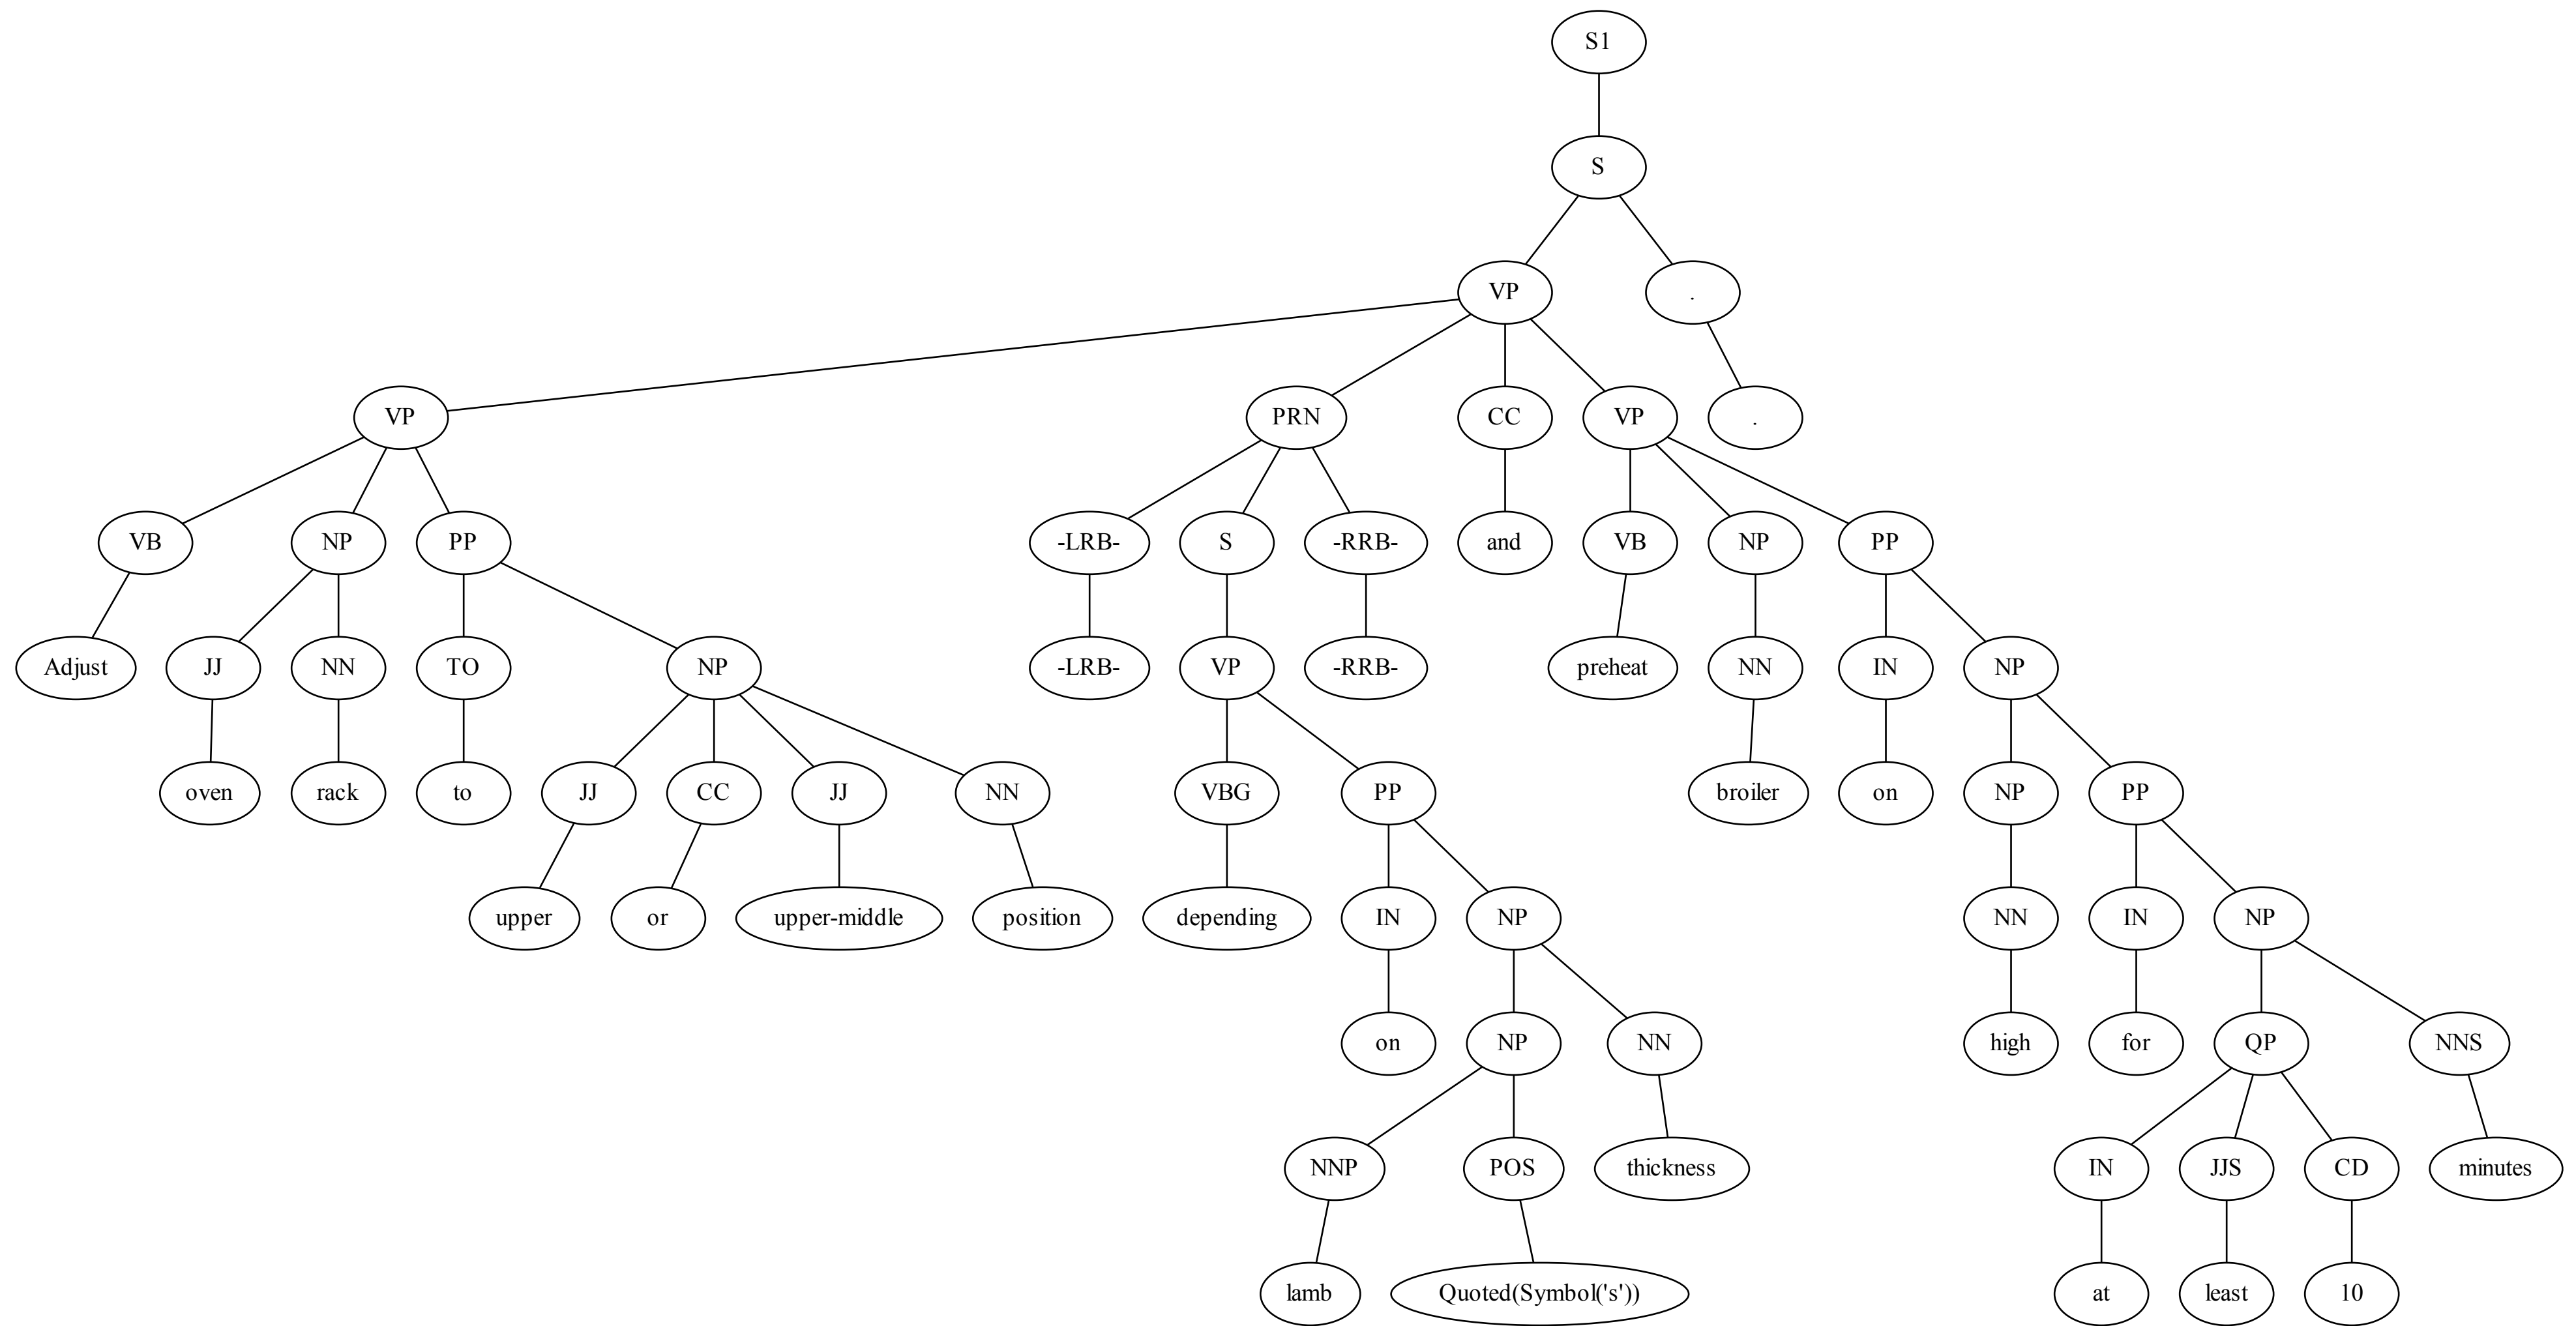 S1
S
VP .
VP PRN CC VP .
VB NP PP -LRB- S -RRB- and VB NP PP
Adjust JJ NN TO NP -LRB- VP -RRB- preheat NN IN NP
oven rack to JJ CC JJ NN VBG PP broiler on NP PP
upper or upper-middle position depending IN NP NN IN NP
on NP NN high for QP NNS
NNP POS thickness IN JJS CD minutes
lamb Quoted(Symbol('s')) at least 10